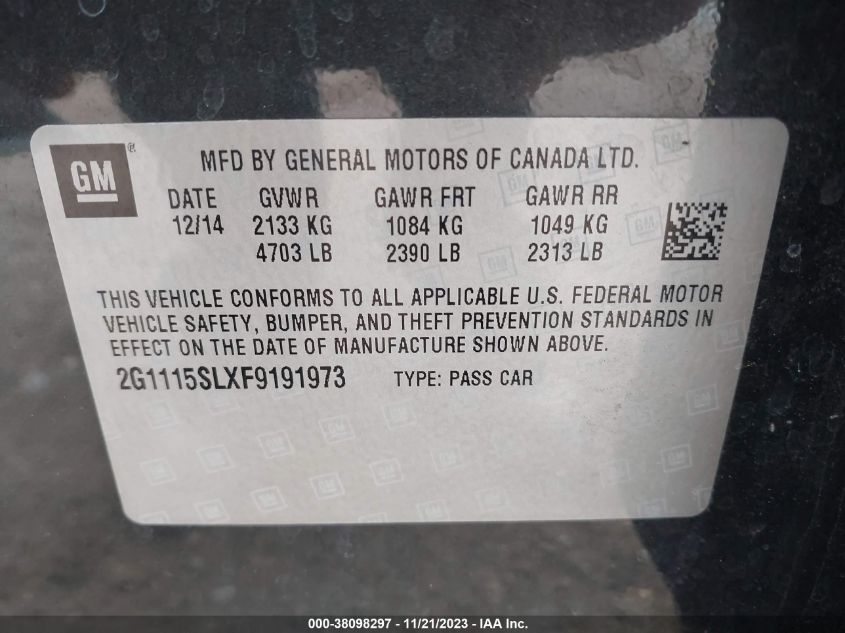 GM®
MFD BY GENERAL MOTORS OF CANADA LTD.
DATE GVWR GAWR FRT GAWR RR
12/14 2133 KG 1084 KG 1049 KG
4703 LB 2390 LB 2313 LB
THIS VEHICLE CONFORMS TO ALL APPLICABLE U.S. FEDERAL MOTOR
VEHICLE SAFETY, BUMPER, AND THEFT PREVENTION STANDARDS IN
EFFECT ON THE DATE OF MANUFACTURE SHOWN ABOVE.
2G1115SLXF9191973 TYPE: PASS CAR
000-38098297 - 11/21/2023 - IAA Inc.